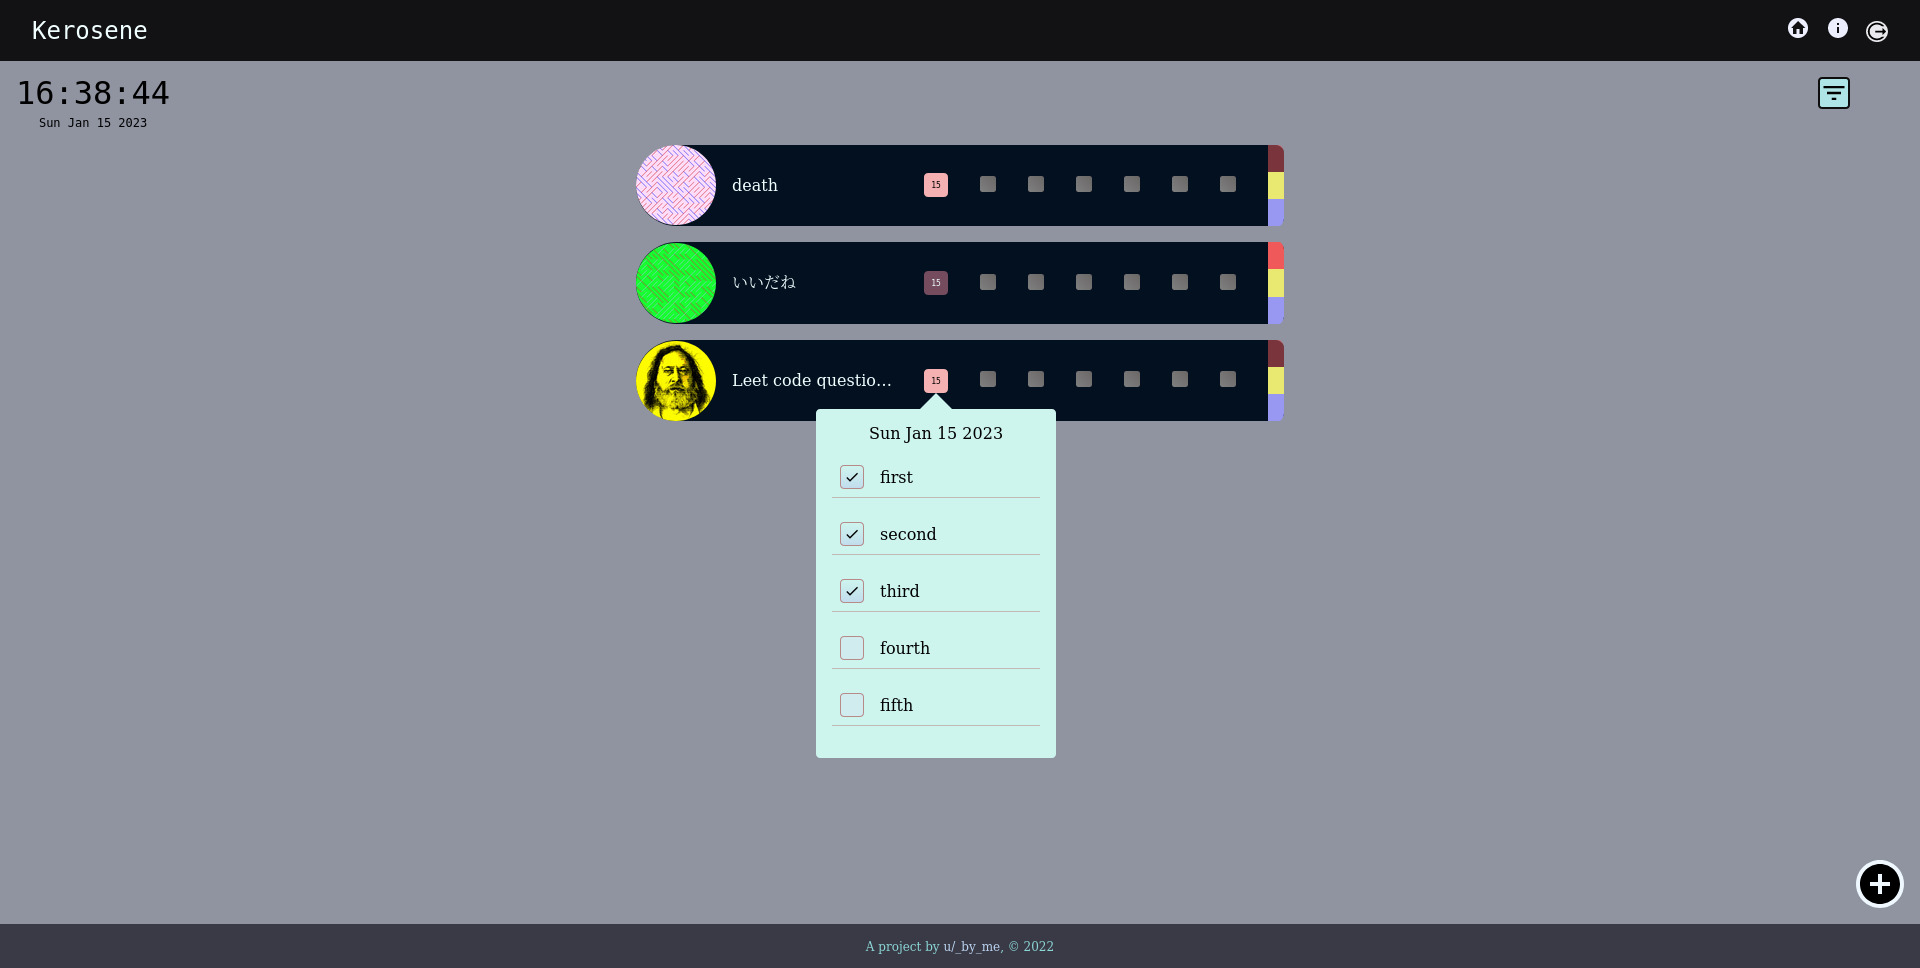 Kerosene
16:38:44
Sun Jan 15 2023
death
15
いいだね
15
Leet code questio...
15
Sun Jan 15 2023
first
second
third
fourth
fifth
A project by u/_by_me, © 2022